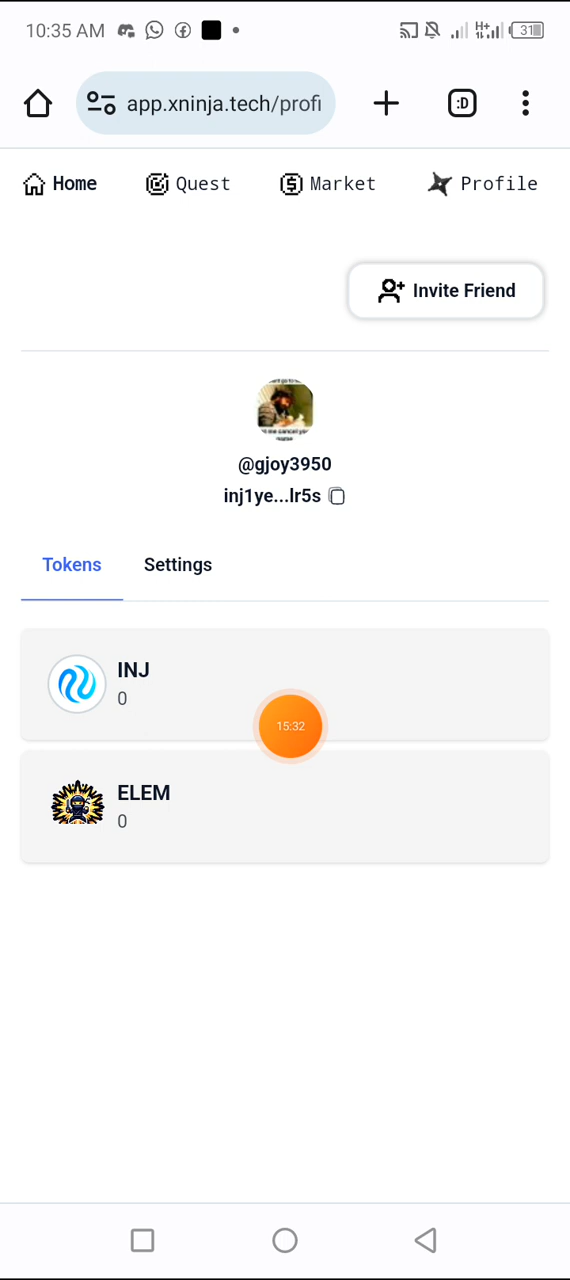 10:35 AM
H+
31
app.xninja.tech/profi
:D
Home Quest Market Profile
Invite Friend
@gjoy3950
inj1ye...lr5s
Tokens Settings
INJ
0
15:32
ELEM
0